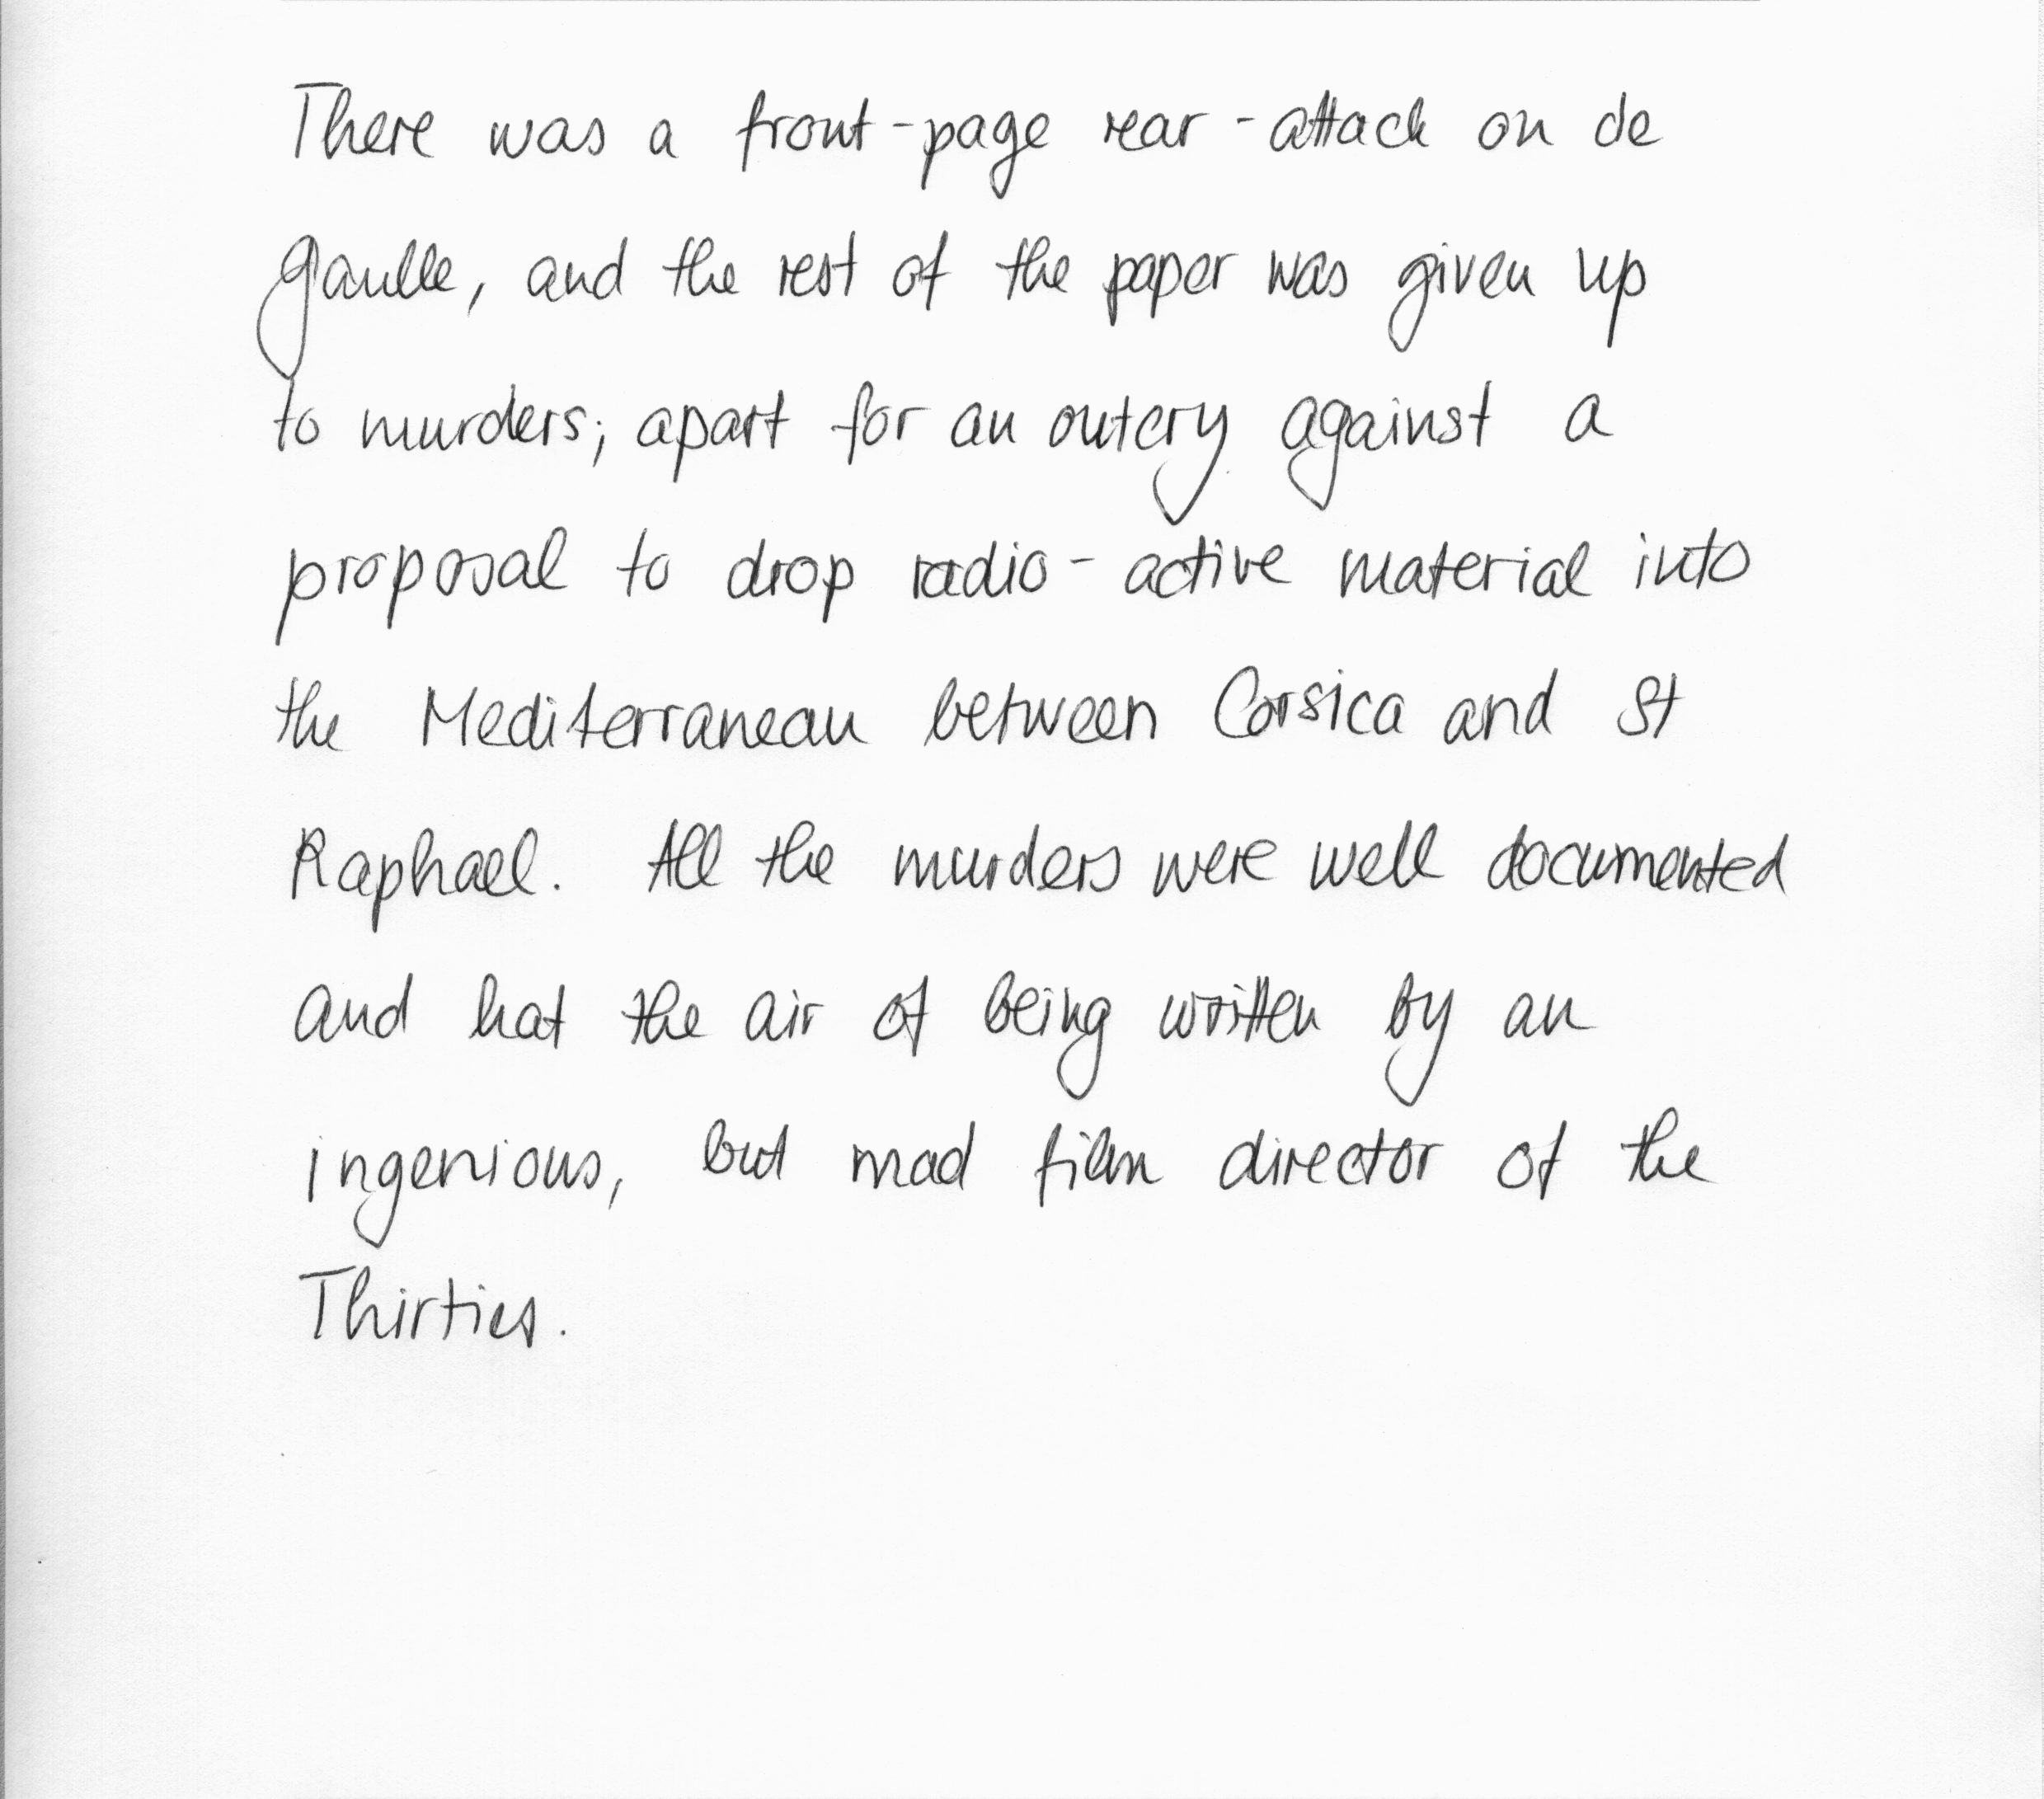 There was a front-page rear-attack on de
Gaulle, and the rest of the paper was given up
to murders; apart for an outcry against a
proposal to drop radio-active material into
the Mediterranean between Corsica and St
Raphael. All the murders were well documented
and hat the air of being written by an
ingenious, but mad film director of the
Thirties.